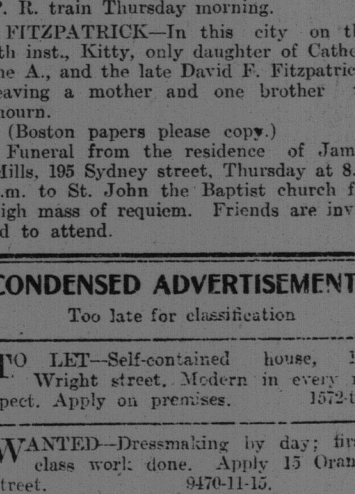 P. R. train Thursday morning.
FITZPATRICK—In this city on th
th inst., Kitty, only daughter of Cathe
ne A., and the late David F. Fitzpatric
eaving a mother and one brother
mourn.
(Boston papers please copy.)
Funeral from the residence of Jam
Mills, 195 Sydney street, Thursday at 8.
a.m. to St. John the Baptist church f
igh mass of requiem. Friends are inv
d to attend.
CONDENSED ADVERTISEMENT
Too late for classification
TO LET—Self-contained house, 1
Wright street. Modern in every r
pect. Apply on premises. 1572-t
WANTED—Dressmaking by day; fir
class work done. Apply 15 Oran
treet. 9470-11-15.